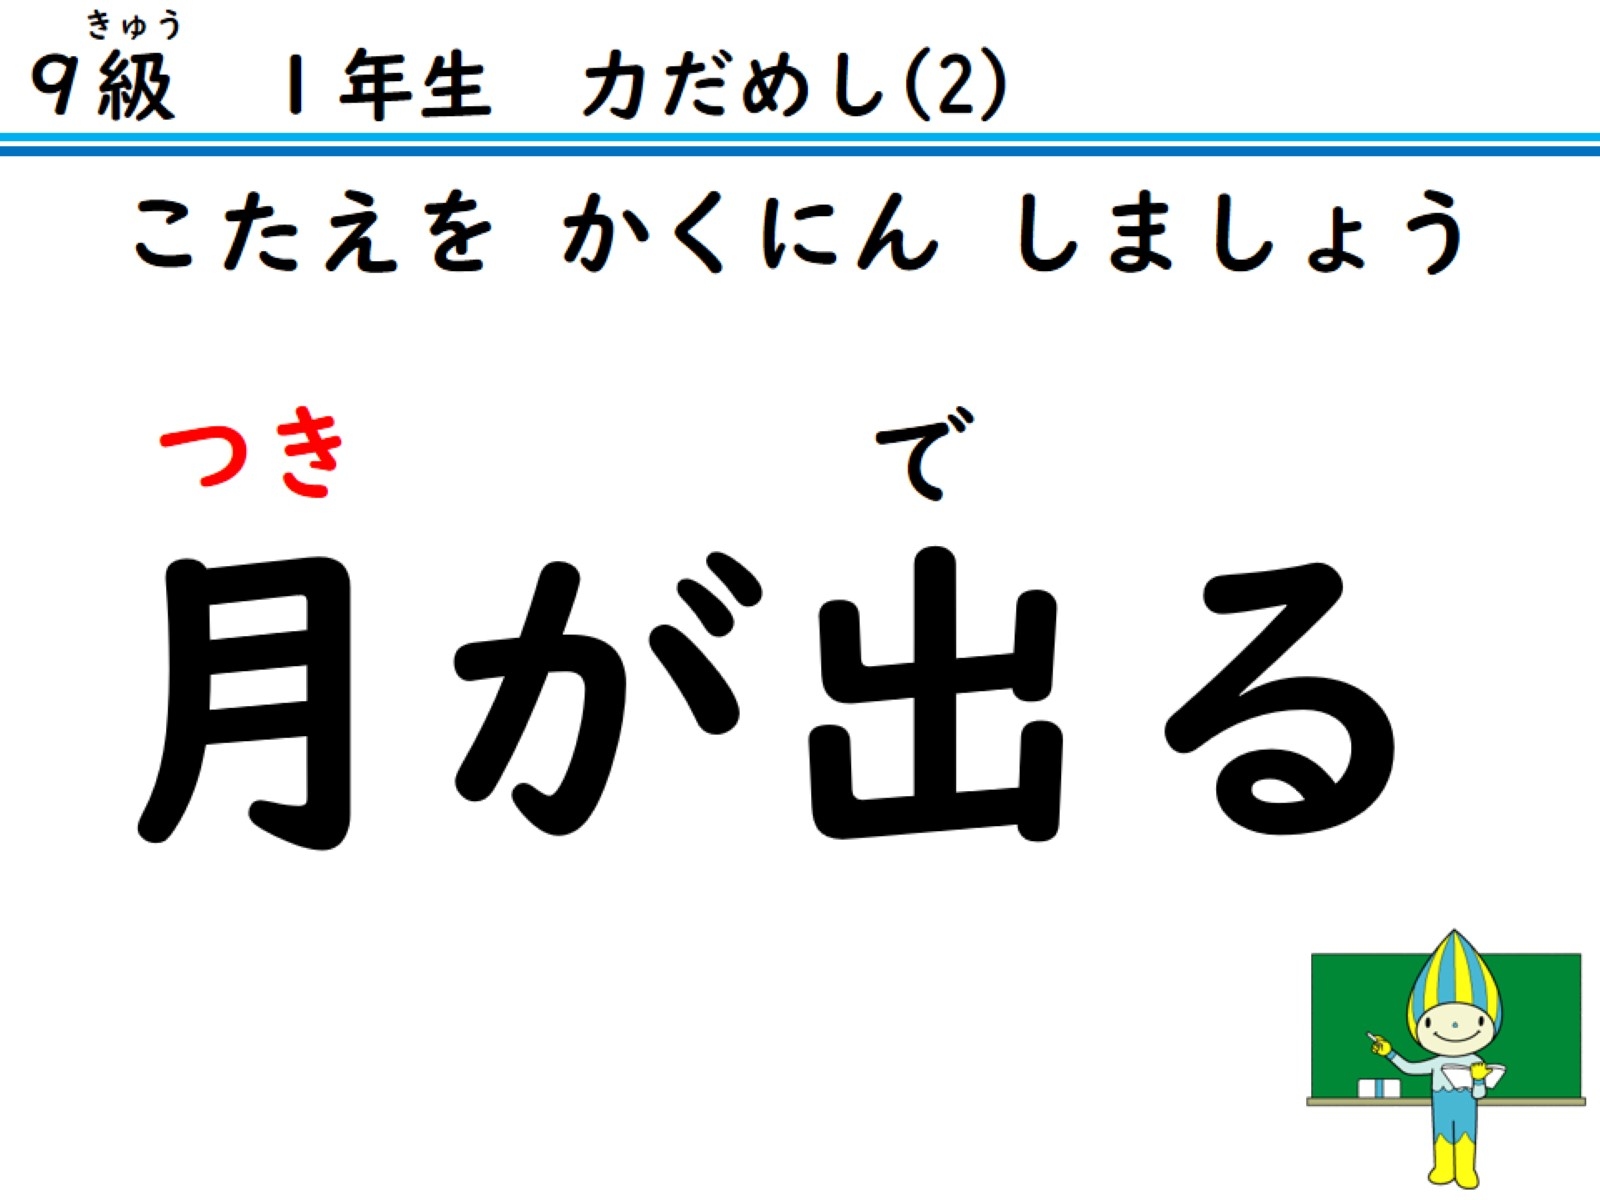 きゅう
9級　1年生　力だめし(2)
こたえを かくにん しましょう
つき　で
月が出る